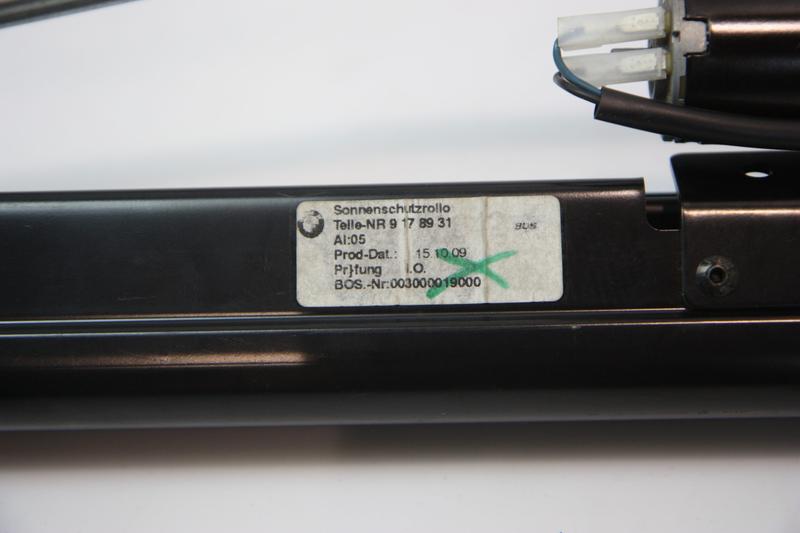 Sonnenschutzrollo
Teile-NR 9 17 89 31
AI:05
Prod-Dat.: 15.10.09
Pr}fung i.O.
BOS.-Nr:003000019000
BOS